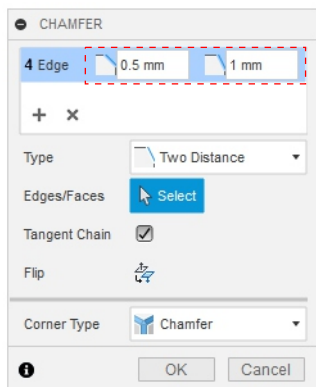 CHAMFER
4 Edge 0.5 mm 1 mm
Type Two Distance
Edges/Faces Select
Tangent Chain
Flip
Corner Type Chamfer
OK Cancel